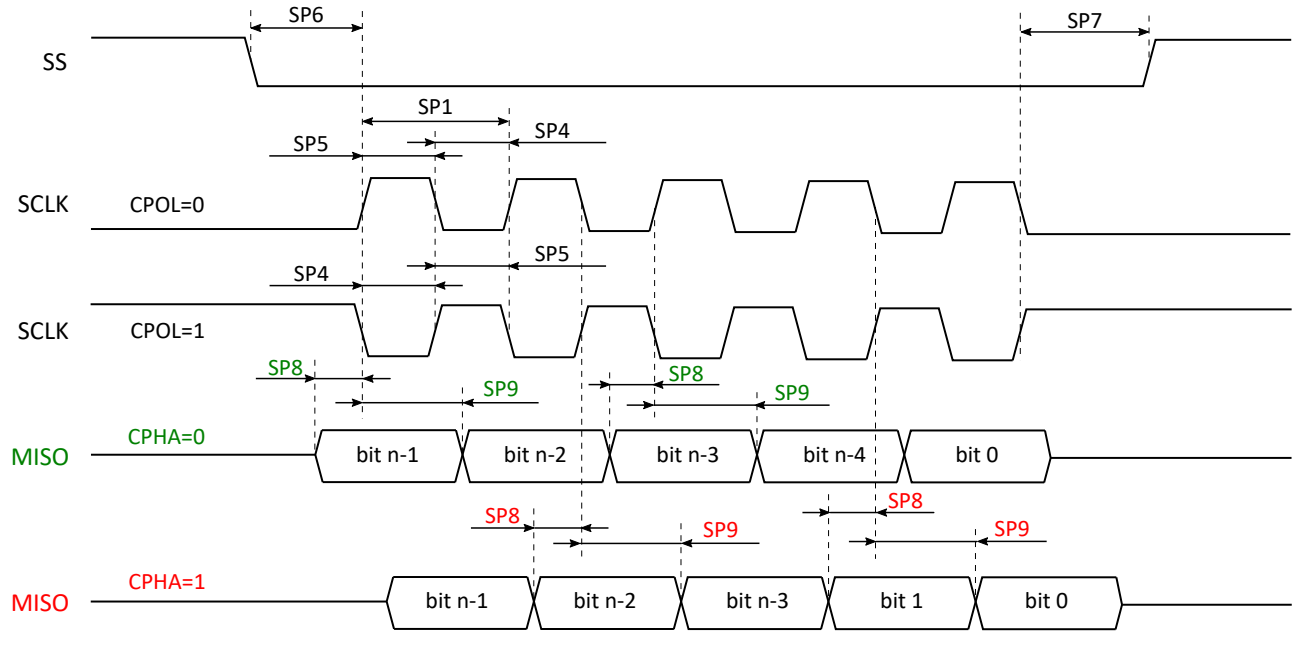 SP6
SP7
SS
SP1
SP4
SP5
SCLK CPOL=0
SP5
SP4
SCLK CPOL=1
SP8
SP8
SP9
SP9
CPHA=0
MISO
bit n-1 bit n-2 bit n-3 bit n-4 bit 0
SP8
SP8
SP9
SP9
CPHA=1
MISO
bit n-1 bit n-2 bit n-3 bit 1 bit 0